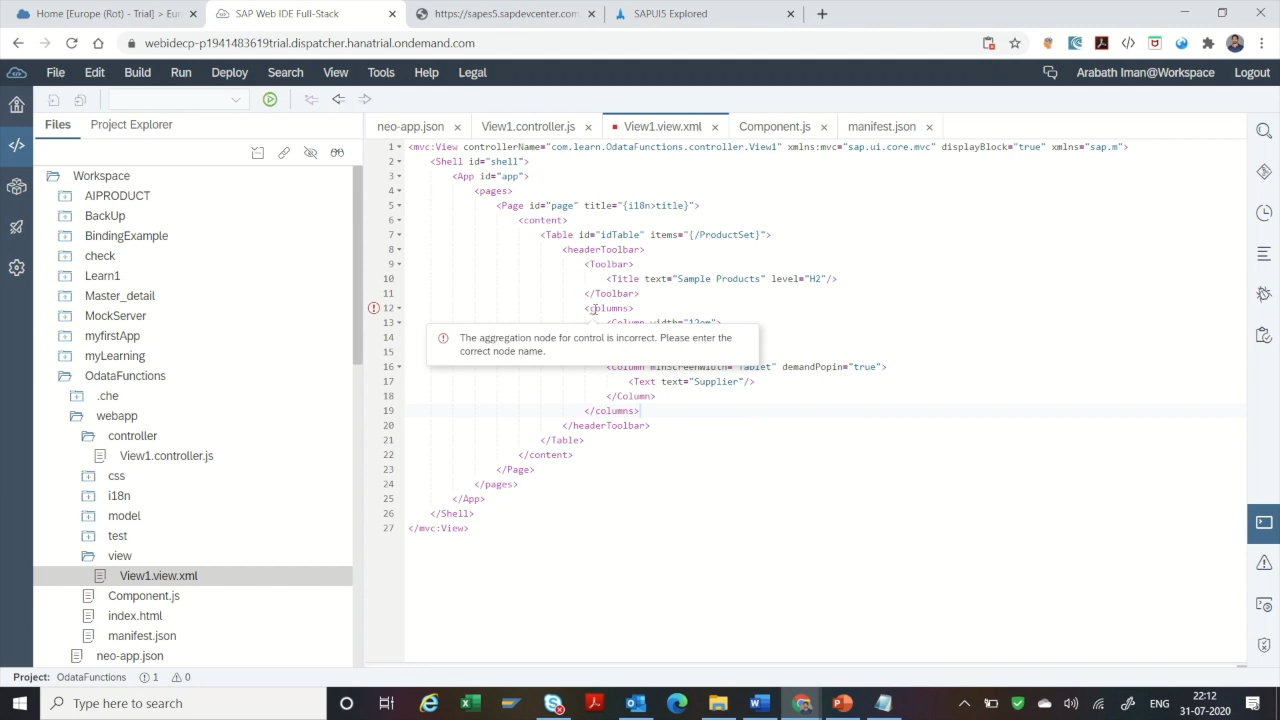 Home [Europe (Rot) - Trial] > Eur
SAP Web IDE Full-Stack
https://sapes5.sapdevcenter.com
SAPUI5 Explored
webidecp-p1941483619trial.dispatcher.hanatrial.ondemand.com
File Edit Build Run Deploy Search View Tools Help Legal
Arabath Iman@Workspace Logout
Files Project Explorer
neo-app.json View1.controller.js View1.view.xml Component.js manifest.json
Workspace
AIPRODUCT
BackUp
BindingExample
check
Learn1
Master_detail
MockServer
myfirstApp
myLearning
OdataFunctions
.che
webapp
controller
View1.controller.js
css
i18n
model
test
view
View1.view.xml
Component.js
index.html
manifest.json
neo-app.json
1 <mvc:View controllerName="com.learn.OdataFunctions.controller.View1" xmlns:mvc="sap.ui.core.mvc" displayBlock="true" xmlns="sap.m">
2 <Shell id="shell">
3 <App id="app">
4 <pages>
5 <Page id="page" title="{i18n>title}">
6 <content>
7 <Table id="idTable" items="{/ProductSet}">
8 <headerToolbar>
9 <Toolbar>
10 <Title text="Sample Products" level="H2"/>
11 </Toolbar>
12 <columns>
13 <Column width="12em">
The aggregation node for control is incorrect. Please enter the
correct node name.
14
15
16 <Column minScreenWidth="Tablet" demandPopin="true">
17 <Text text="Supplier"/>
18 </Column>
19 </columns>
20 </headerToolbar>
21 </Table>
22 </content>
23 </Page>
24 </pages>
25 </App>
26 </Shell>
27 </mvc:View>
Project: OdataFunctions 1 0
Type here to search
ENG
22:12
31-07-2020